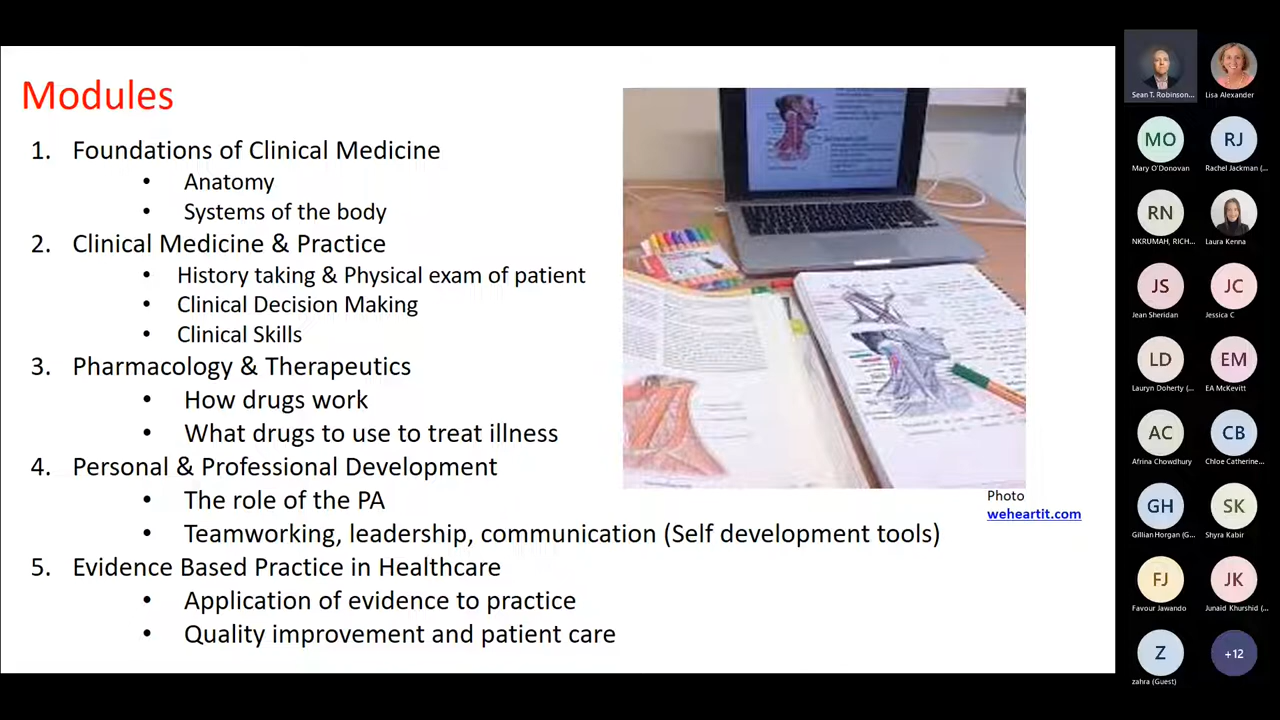 Modules
1. Foundations of Clinical Medicine
• Anatomy
• Systems of the body
2. Clinical Medicine & Practice
• History taking & Physical exam of patient
• Clinical Decision Making
• Clinical Skills
3. Pharmacology & Therapeutics
• How drugs work
• What drugs to use to treat illness
4. Personal & Professional Development
• The role of the PA
• Teamworking, leadership, communication (Self development tools)
5. Evidence Based Practice in Healthcare
• Application of evidence to practice
• Quality improvement and patient care
Photo
weheartit.com
Sean T. Robinson...
Lisa Alexander
MO
Mary O'Donovan
RJ
Rachel Jackman (...
RN
NKRUMAH, RICH...
Laura Kenna
JS
Jean Sheridan
JC
Jessica C
LD
Lauryn Doherty (...
EM
EA McKevitt
AC
Afrina Chowdhury
CB
Chloe Catherine...
GH
Gillian Horgan (G...
SK
Shyra Kabir
FJ
Favour Jawando
JK
Junaid Khurshid (...
Z
zahra (Guest)
+12